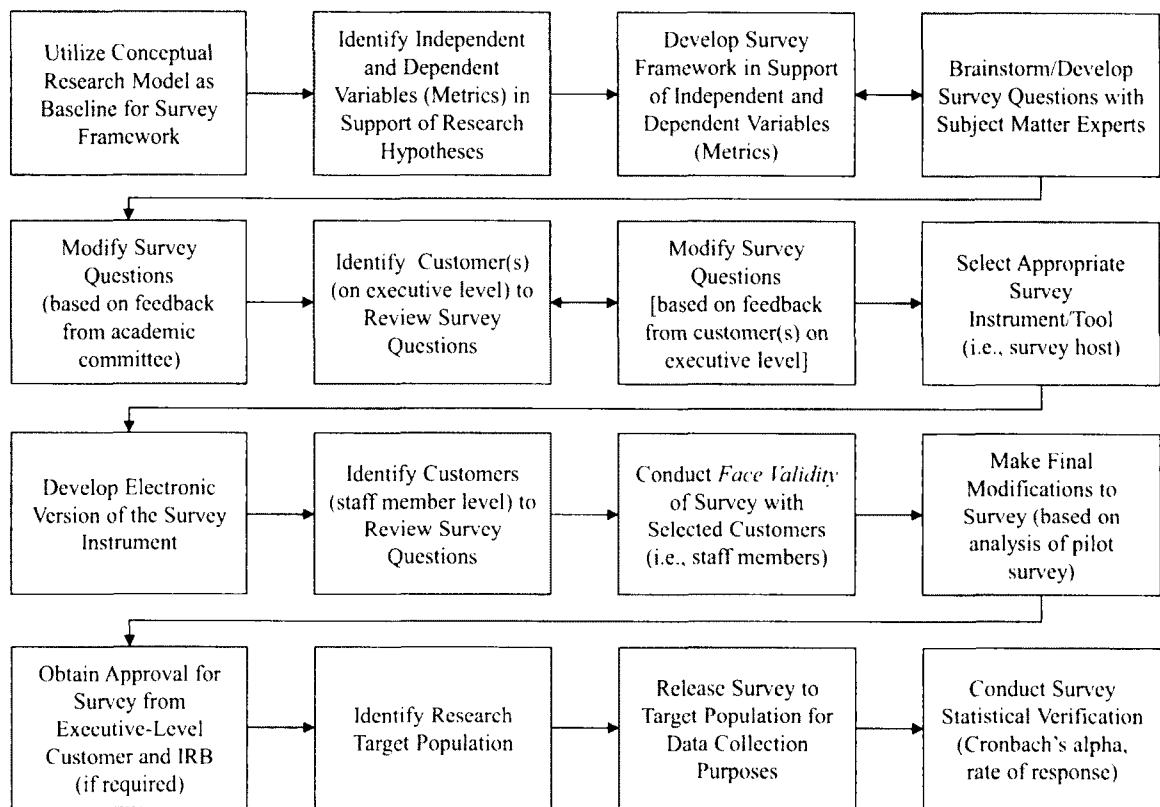 Utilize Conceptual
Research Model as
Baseline for Survey
Framework
Identify Independent
and Dependent
Variables (Metrics) in
Support of Research
Hypotheses
Develop Survey
Framework in Support
of Independent and
Dependent Variables
(Metrics)
Brainstorm/Develop
Survey Questions with
Subject Matter Experts
Modify Survey
Questions
(based on feedback
from academic
committee)
Identify Customer(s)
(on executive level) to
Review Survey
Questions
Modify Survey
Questions
[based on feedback
from customer(s) on
executive level]
Select Appropriate
Survey
Instrument/Tool
(i.e., survey host)
Develop Electronic
Version of the Survey
Instrument
Identify Customers
(staff member level) to
Review Survey
Questions
Conduct Face Validity
of Survey with
Selected Customers
(i.e., staff members)
Make Final
Modifications to
Survey (based on
analysis of pilot
survey)
Obtain Approval for
Survey from
Executive-Level
Customer and IRB
(if required)
Identify Research
Target Population
Release Survey to
Target Population for
Data Collection
Purposes
Conduct Survey
Statistical Verification
(Cronbach's alpha,
rate of response)